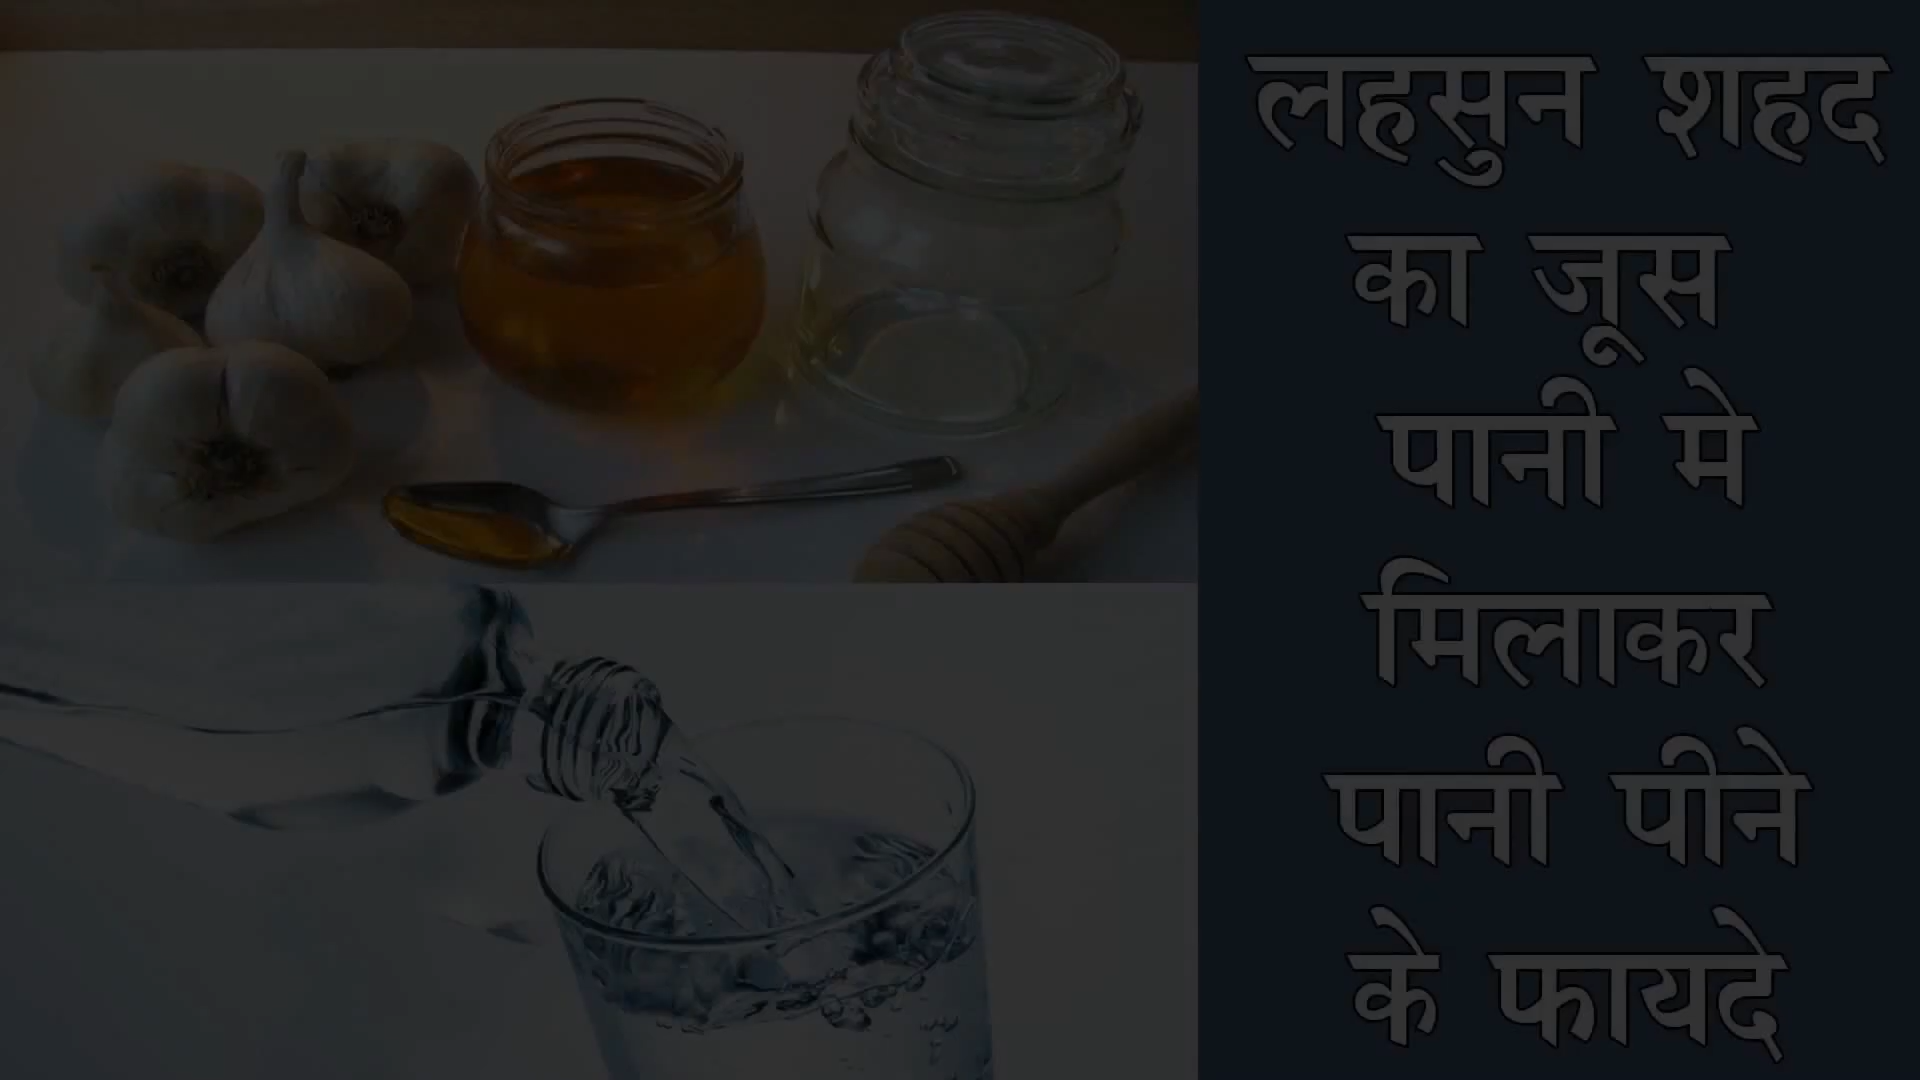 लहसुन शहद
का जूस
पानी मे
मिलाकर
पानी पीने
के फायदे